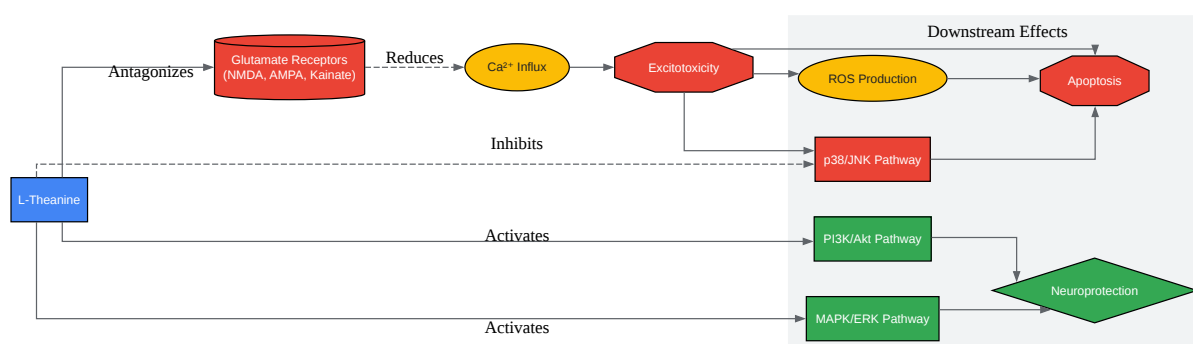 Downstream Effects
Antagonizes
Glutamate Receptors
(NMDA, AMPA, Kainate)
Reduces
Ca²⁺ Influx
Excitotoxicity
ROS Production
Apoptosis
Inhibits
p38/JNK Pathway
L-Theanine
Activates
PI3K/Akt Pathway
Neuroprotection
Activates
MAPK/ERK Pathway